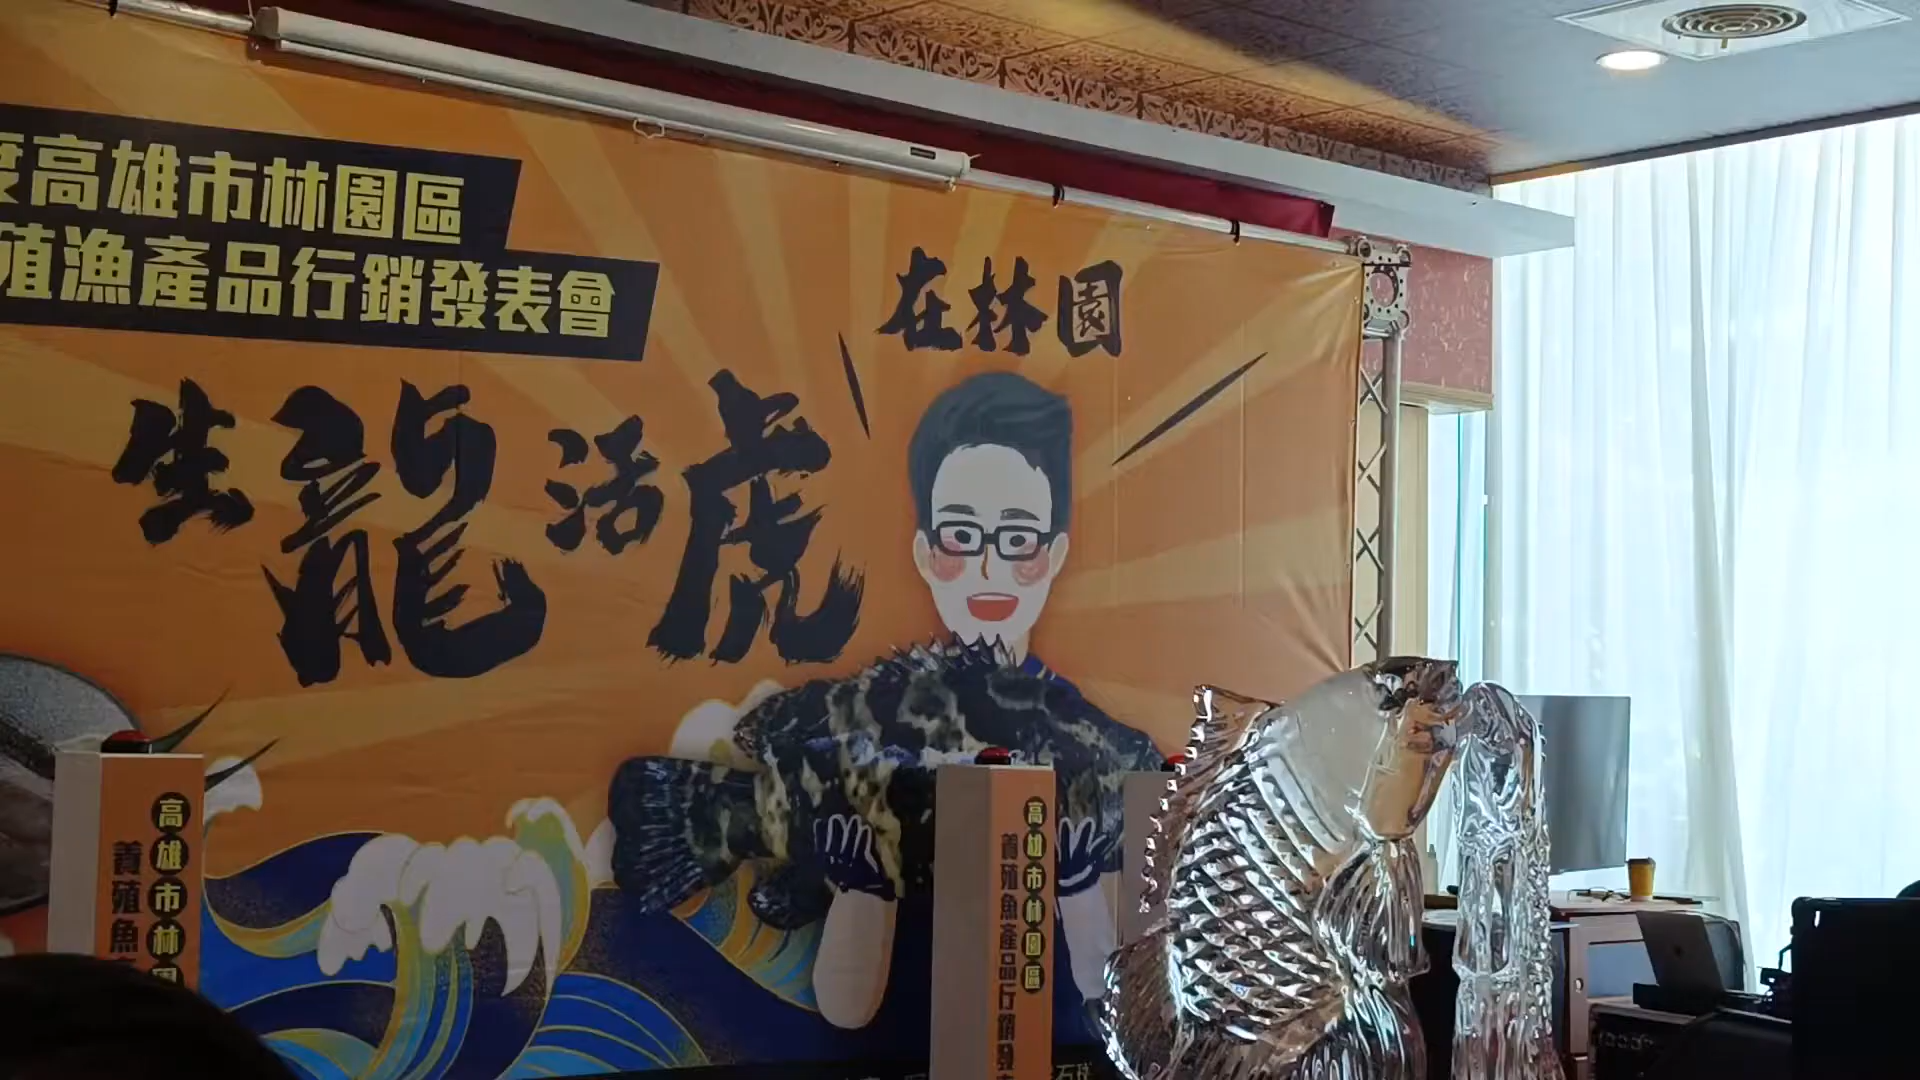 度高雄市林園區
殖漁產品行銷發表會
在林園
生龍活虎
高雄市林園
養殖魚
高雄市林園區
養殖魚產品行銷發表